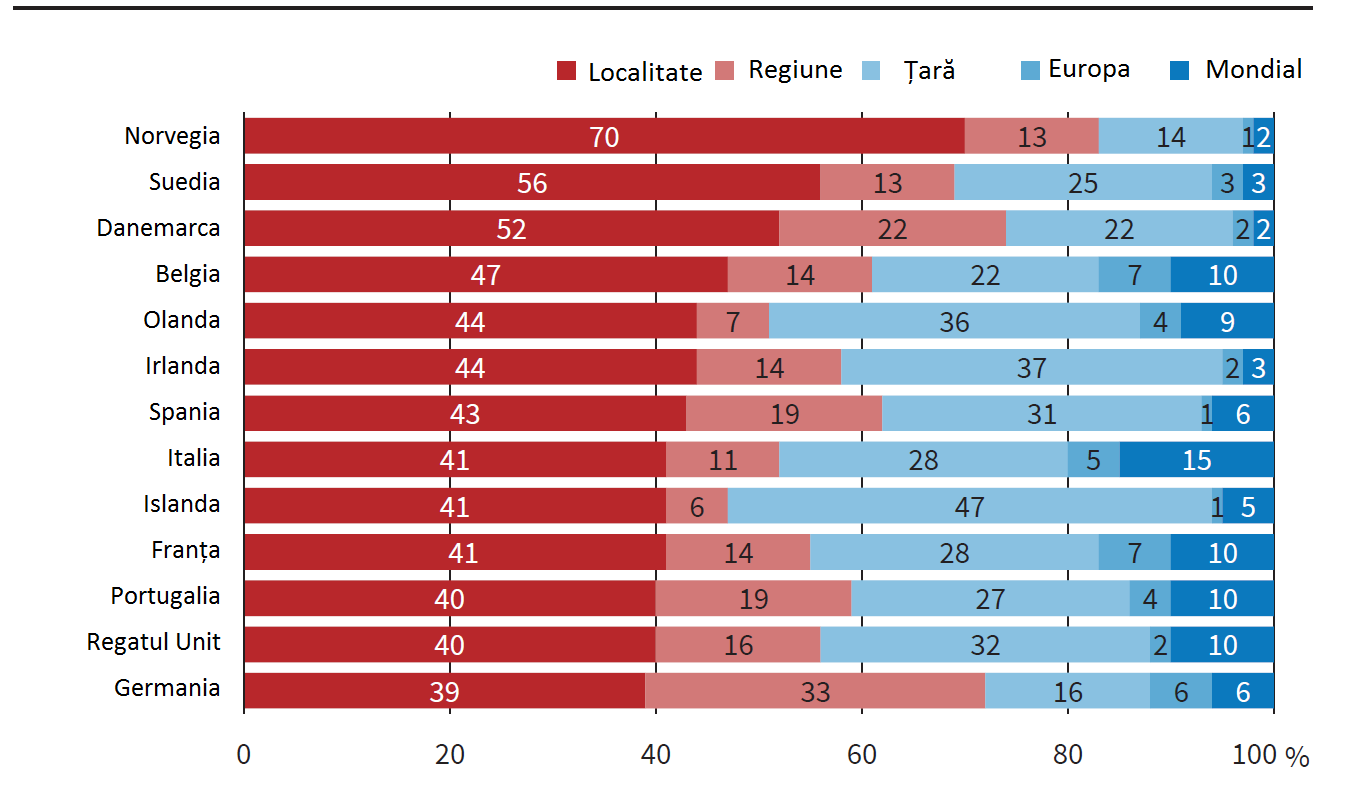 Localitate Regiune Țară Europa Mondial
Norvegia 70 13 14 1 2
Suedia 56 13 25 3 3
Danemarca 52 22 22 2 2
Belgia 47 14 22 7 10
Olanda 44 7 36 4 9
Irlanda 44 14 37 2 3
Spania 43 19 31 1 6
Italia 41 11 28 5 15
Islanda 41 6 47 1 5
Franța 41 14 28 7 10
Portugalia 40 19 27 4 10
Regatul Unit 40 16 32 2 10
Germania 39 33 16 6 6
0 20 40 60 80 100 %